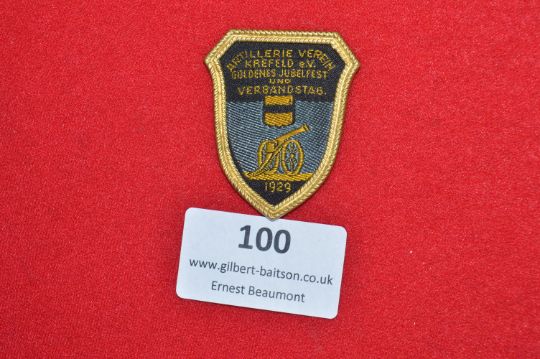 ARTILLERIE VEREIN
KREFELD e.V.
GOLDENES JUBELFEST
UND
VERBANDSTAG.
1929
100
www.gilbert-baitson.co.uk
Ernest Beaumont